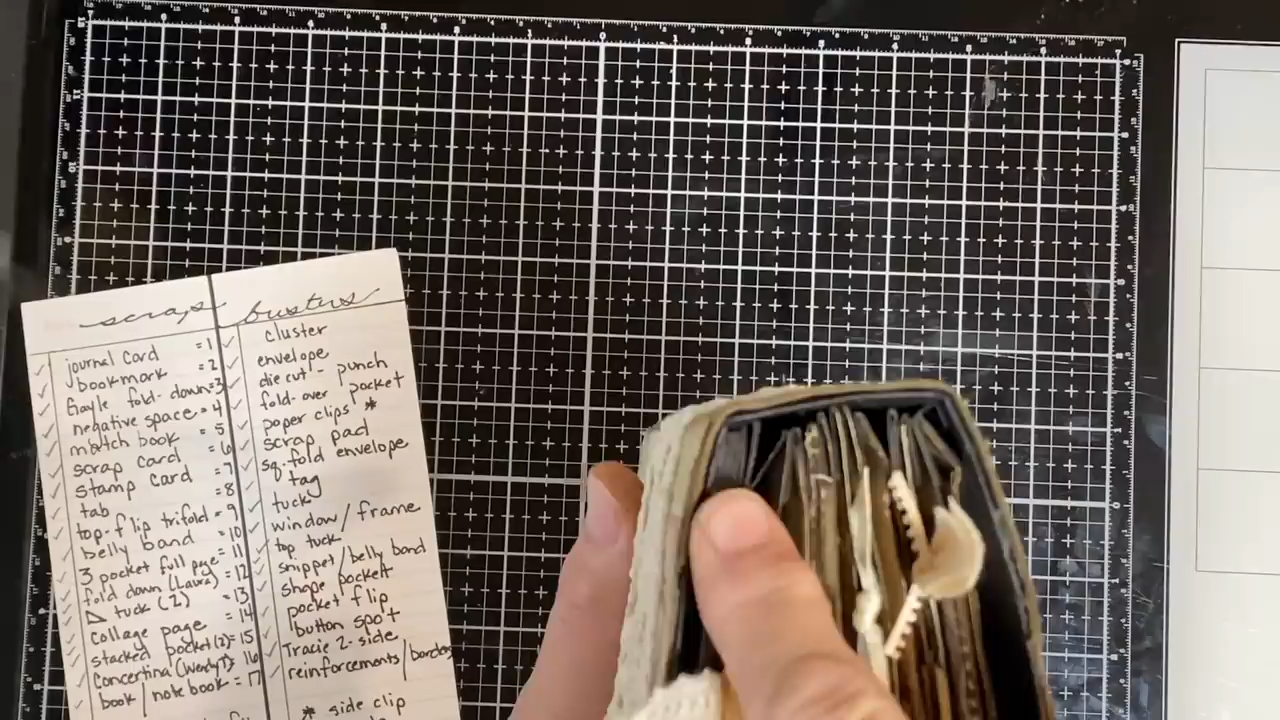 scrap busters
journal card =1
bookmark =2
Gayle fold-down=3
negative space=4
match book =5
scrap card =6
stamp card =7
tab =8
top-flip trifold =9
belly band =10
3 pocket full page =11
fold down (Laura) =12
tuck (2) =13
collage page =14
stacked pocket(2)=15
concertina (Wendy) = 16
book/notebook =17
cluster
envelope
die cut - punch
fold-over pocket
paper clips *
scrap pad
sq-fold envelope
tag
tuck
window/frame
top tuck
snippet/belly band
shape pocket
pocket flip
button spot
Tracie 2-side
reinforcements/borders
* side clip